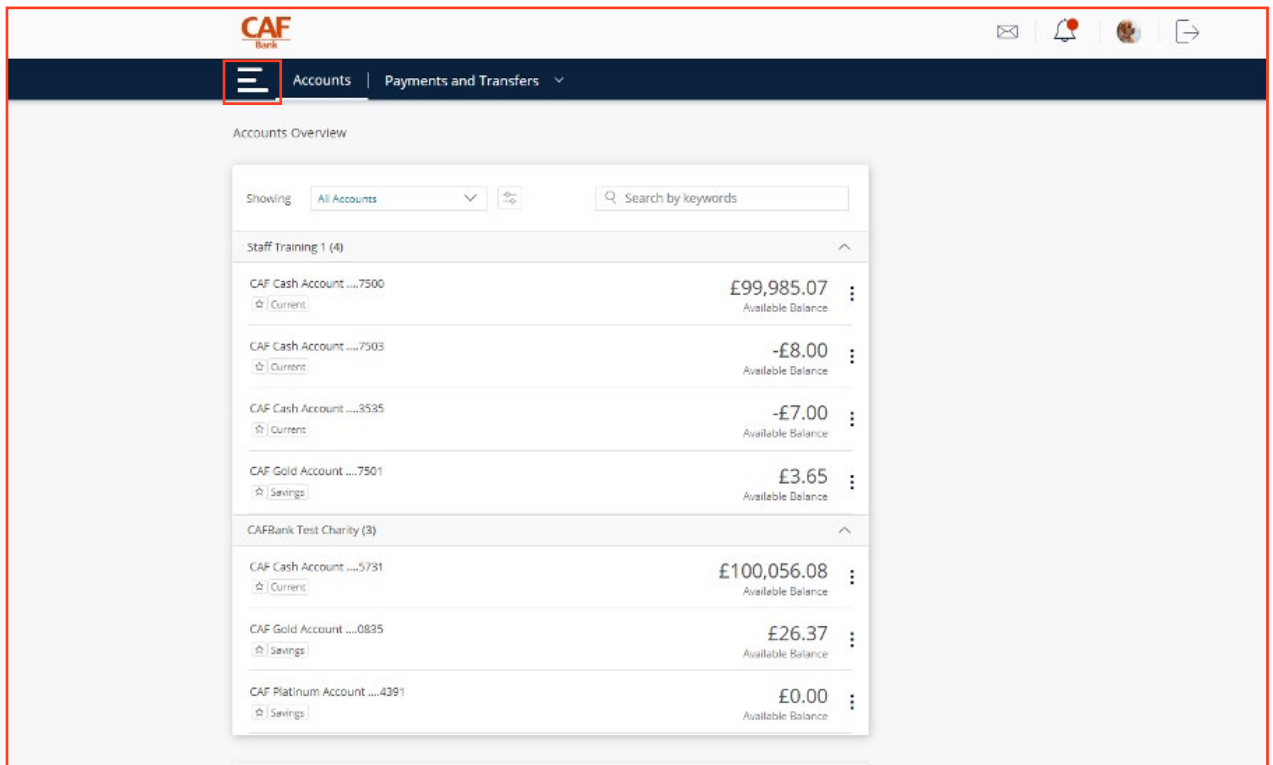 CAF
Bank
Accounts | Payments and Transfers
Accounts Overview
Showing All Accounts Search by keywords
Staff Training 1 (4)
CAF Cash Account ....7500 £99,985.07
Current Available Balance
CAF Cash Account ....7503 -£8.00
Current Available Balance
CAF Cash Account ....3535 -£7.00
Current Available Balance
CAF Gold Account ....7501 £3.65
Savings Available Balance
CAFBank Test Charity (3)
CAF Cash Account ....5731 £100,056.08
Current Available Balance
CAF Gold Account ....0835 £26.37
Savings Available Balance
CAF Platinum Account ....4391 £0.00
Savings Available Balance